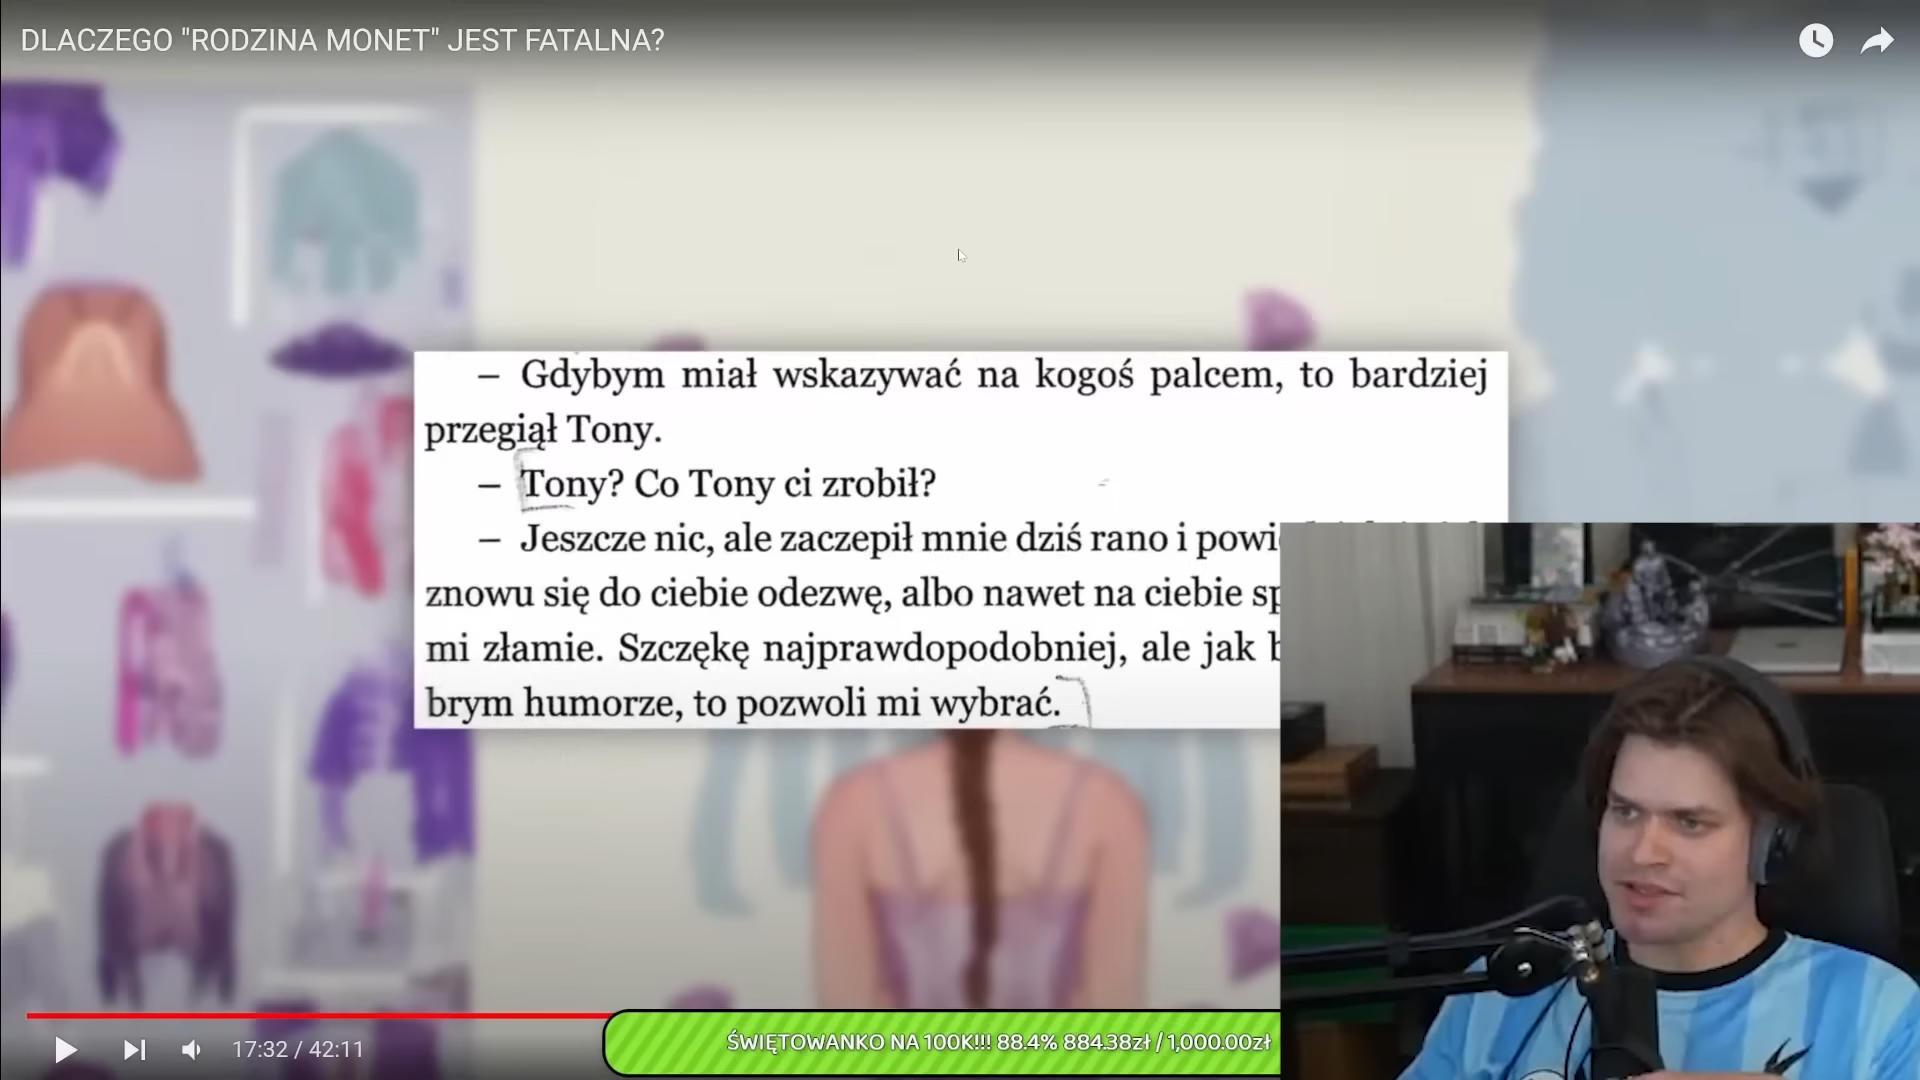 DLACZEGO "RODZINA MONET" JEST FATALNA?
– Gdybym miał wskazywać na kogoś palcem, to bardziej
przegiął Tony.
– Tony? Co Tony ci zrobił?
– Jeszcze nic, ale zaczepił mnie dziś rano i
znowu się do ciebie odezwę, albo nawet na ciebie
mi złamie. Szczękę najprawdopodobniej, ale jak
brym humorze, to pozwoli mi wybrać.
17:32 / 42:11
ŚWIĘTOWANKO NA 100K!!! 88.4% 884.38zł / 1,000.00zł